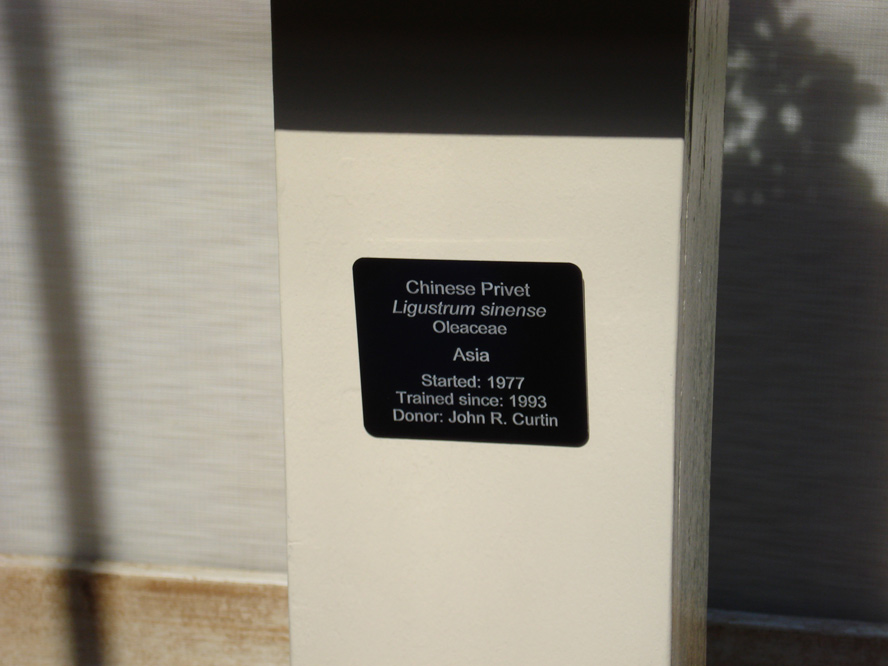 Chinese Privet
Ligustrum sinense
Oleaceae
Asia
Started: 1977
Trained since: 1993
Donor: John R. Curtin